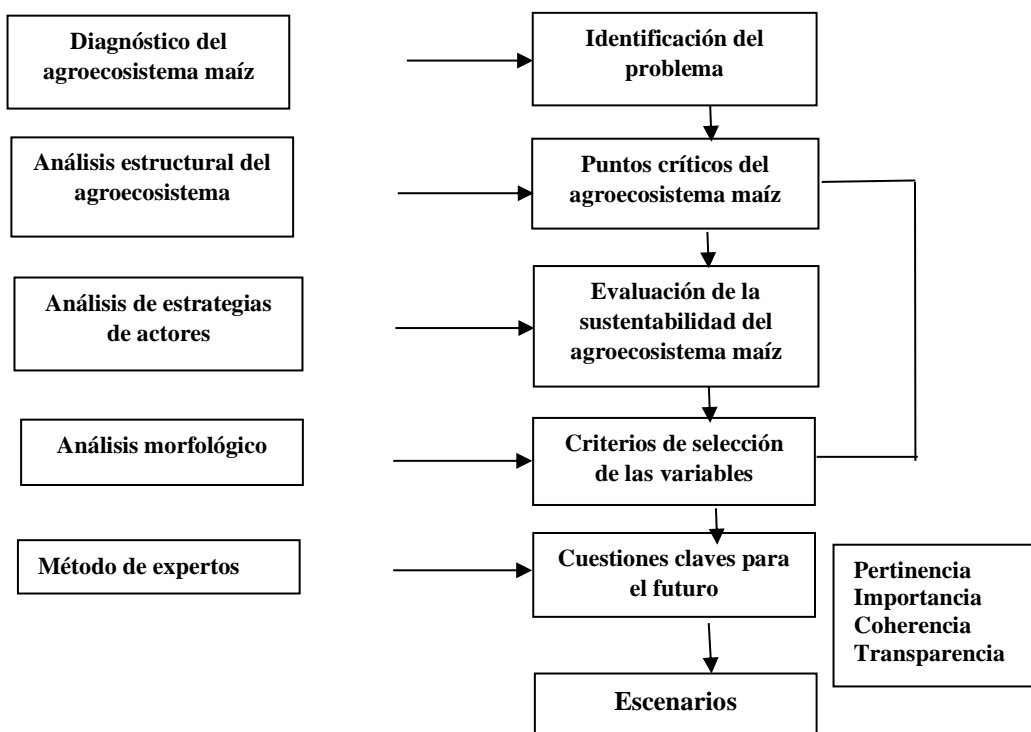 Diagnóstico del
agroecosistema maíz
Identificación del
problema
Análisis estructural del
agroecosistema
Puntos críticos del
agroecosistema maíz
Análisis de estrategias
de actores
Evaluación de la
sustentabilidad del
agroecosistema maíz
Análisis morfológico
Criterios de selección
de las variables
Método de expertos
Cuestiones claves para
el futuro
Pertinencia
Importancia
Coherencia
Transparencia
Escenarios